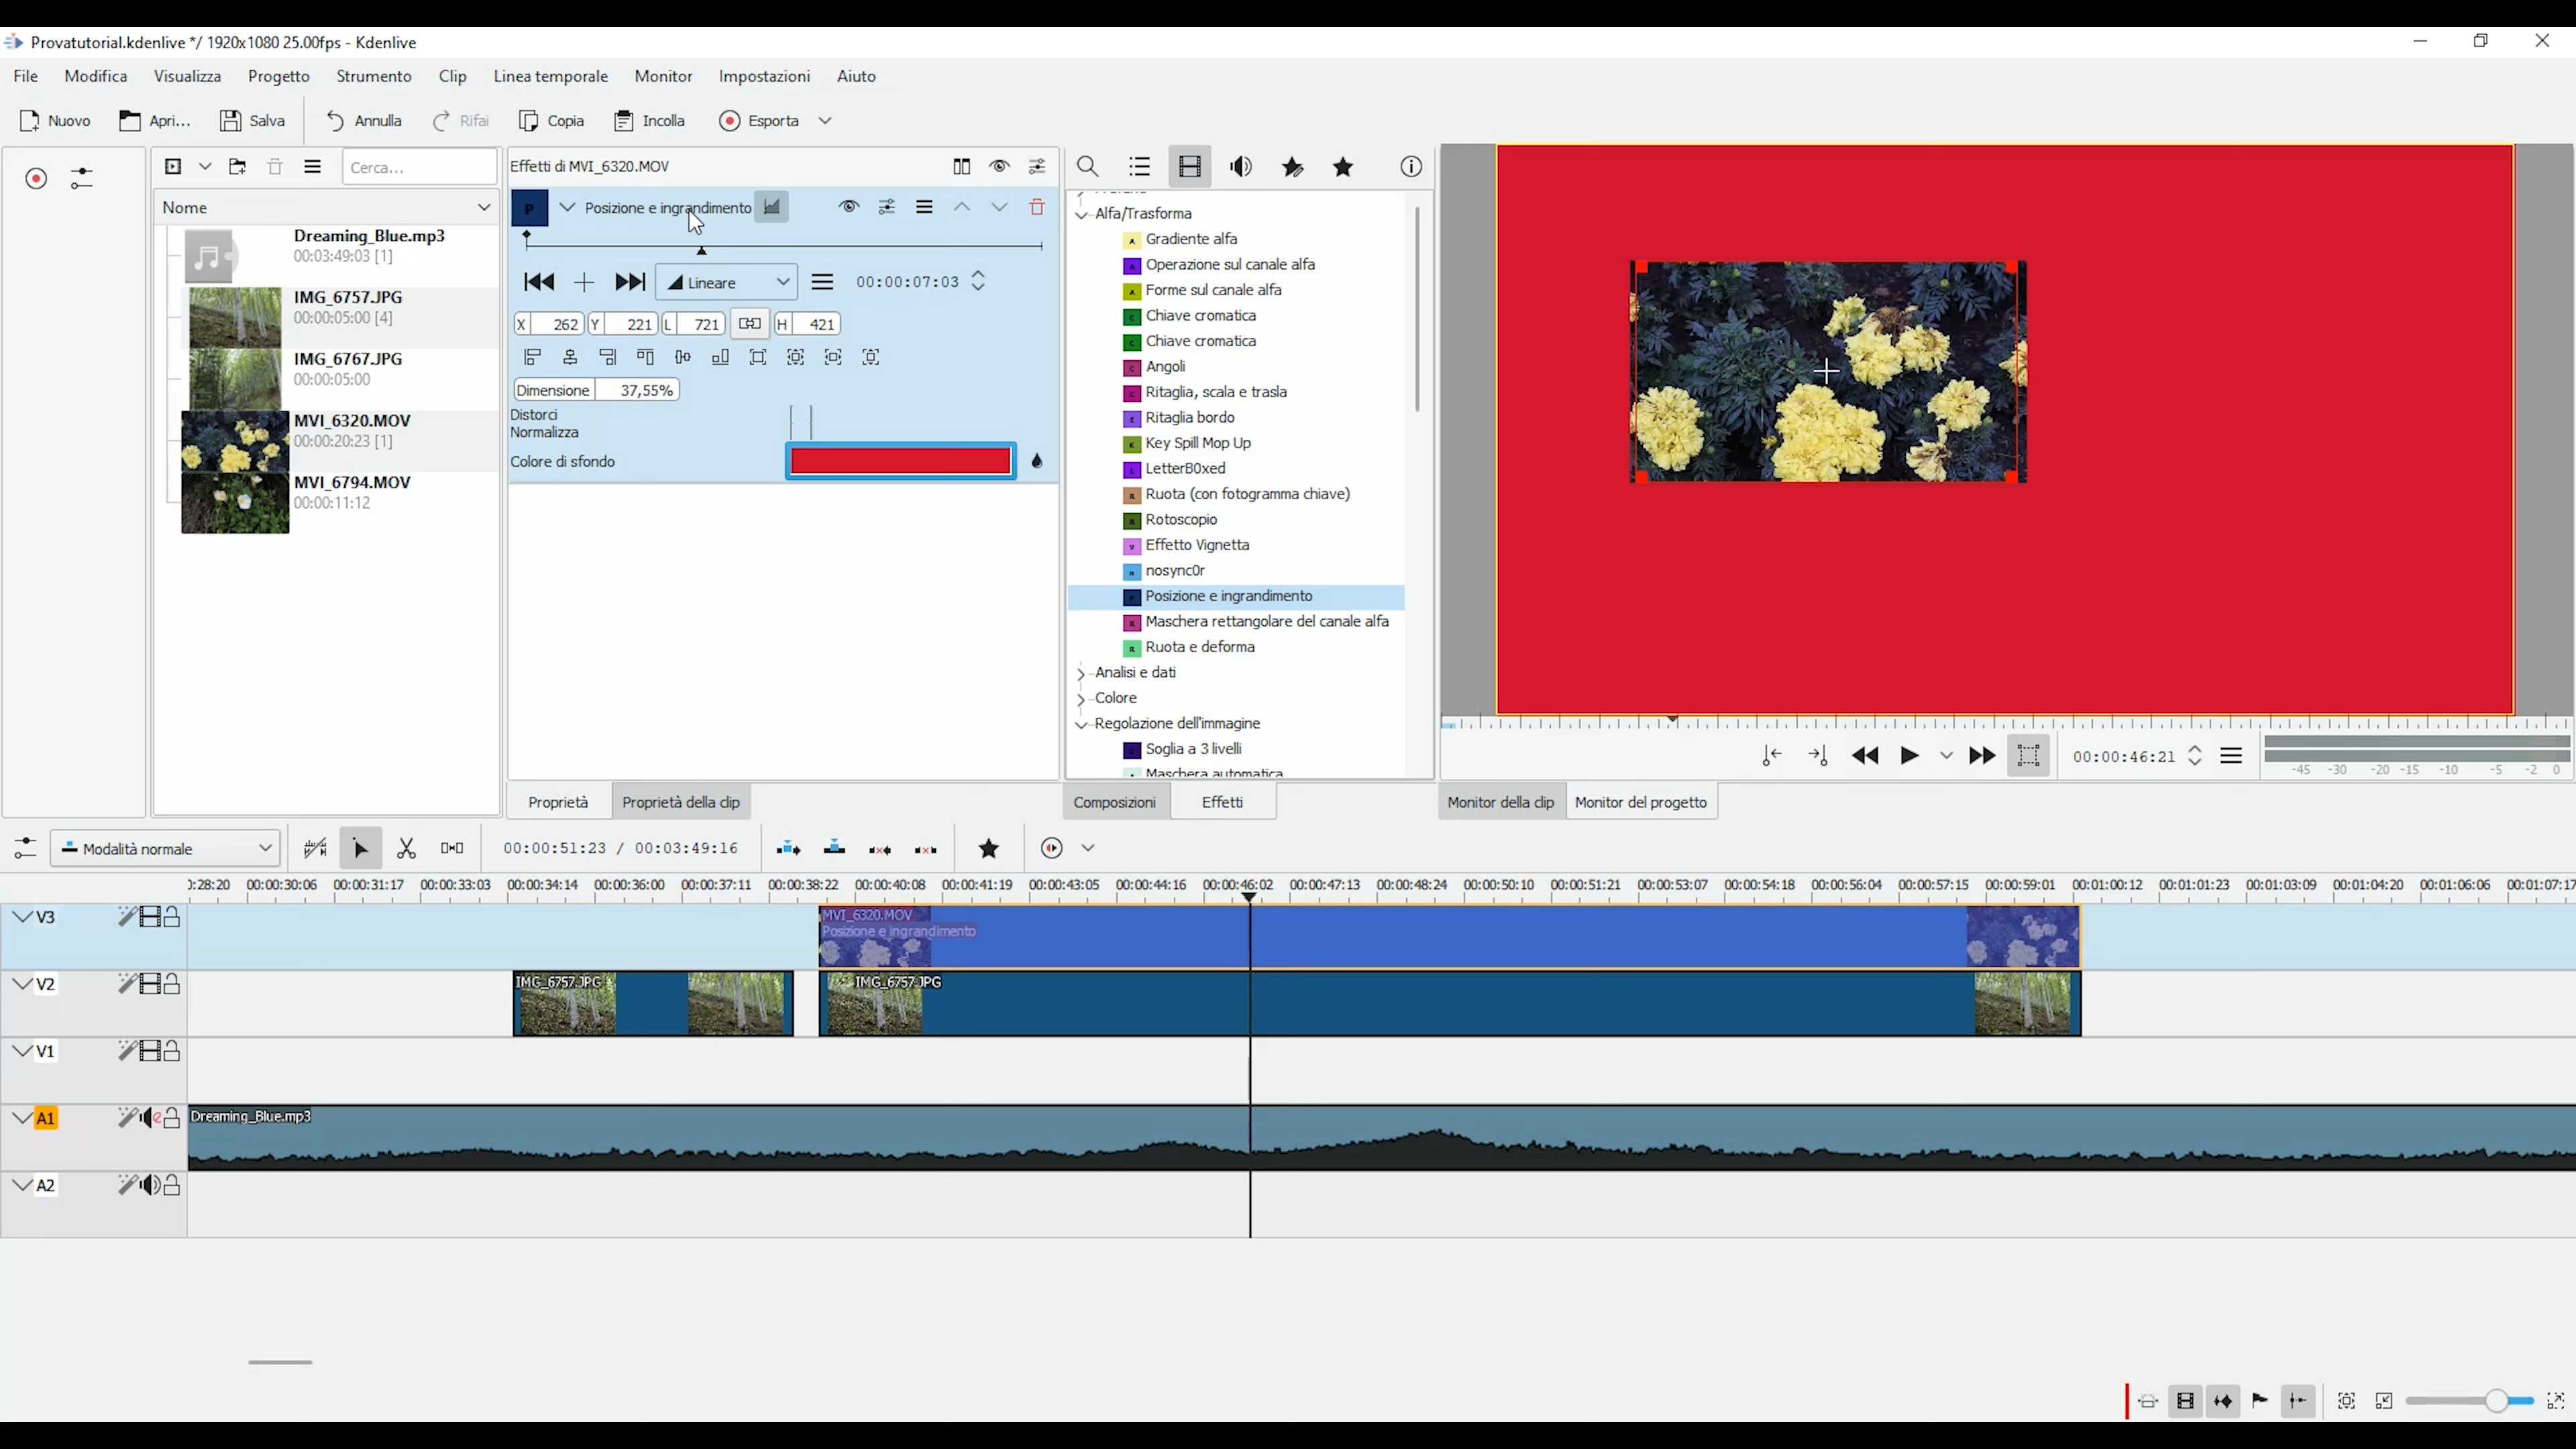 Provatutorial.kdenlive */ 1920x1080 25.00fps - Kdenlive
File Modifica Visualizza Progetto Strumento Clip Linea temporale Monitor Impostazioni Aiuto
Nuovo Apri... Salva Annulla Rifai Copia Incolla Esporta
Cerca...
Nome
Dreaming_Blue.mp3
00:03:49:03 [1]
IMG_6757.JPG
00:00:05:00 [4]
IMG_6767.JPG
00:00:05:00
MVI_6320.MOV
00:00:20:23 [1]
MVI_6794.MOV
00:00:11:12
Effetti di MVI_6320.MOV
P Posizione e ingrandimento
Lineare 00:00:07:03
X 262 Y 221 L 721 H 421
Dimensione 37,55%
Distorci
Normalizza
Colore di sfondo
Proprietà Proprietà della clip
Alfa/Trasforma
Gradiente alfa
Operazione sul canale alfa
Forme sul canale alfa
Chiave cromatica
Chiave cromatica
Angoli
Ritaglia, scala e trasla
Ritaglia bordo
Key Spill Mop Up
LetterB0xed
Ruota (con fotogramma chiave)
Rotoscopio
Effetto Vignetta
nosync0r
Posizione e ingrandimento
Maschera rettangolare del canale alfa
Ruota e deforma
Analisi e dati
Colore
Regolazione dell'immagine
Soglia a 3 livelli
Maschera automatica
Composizioni Effetti
00:00:46:21
-45 -30 -20 -15 -10 -5 -2 0
Monitor della clip Monitor del progetto
Modalità normale 00:00:51:23 / 00:03:49:16
):28:20 00:00:30:06 00:00:31:17 00:00:33:03 00:00:34:14 00:00:36:00 00:00:37:11 00:00:38:22 00:00:40:08 00:00:41:19 00:00:43:05 00:00:44:16 00:00:46:02 00:00:47:13 00:00:48:24 00:00:50:10 00:00:51:21 00:00:53:07 00:00:54:18 00:00:56:04 00:00:57:15 00:00:59:01 00:01:00:12 00:01:01:23 00:01:03:09 00:01:04:20 00:01:06:06 00:01:07:17
V3 MVI_6320.MOV
Posizione e ingrandimento
V2 IMG_6757.JPG IMG_6757.JPG
V1
A1 Dreaming_Blue.mp3
A2